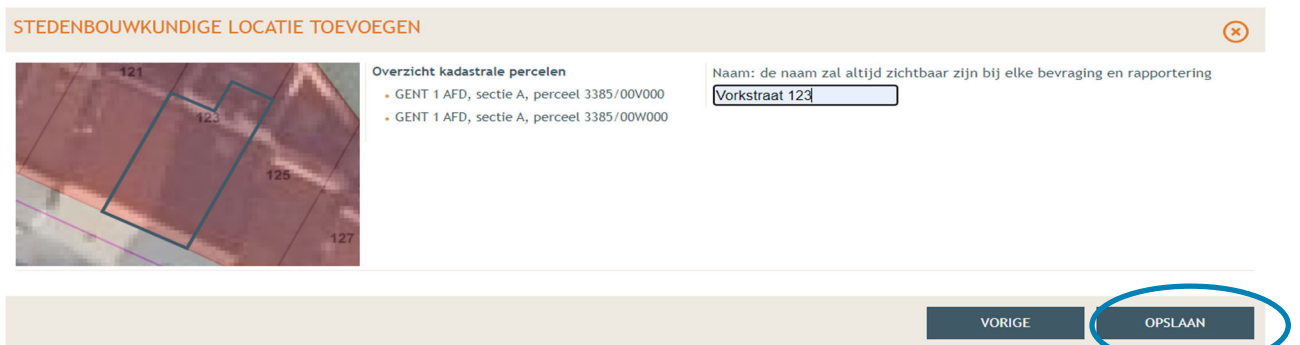 STEDENBOUWKUNDIGE LOCATIE TOEVOEGEN
121
123
125
127
Overzicht kadastrale percelen
GENT 1 AFD, sectie A, perceel 3385/00V000
GENT 1 AFD, sectie A, perceel 3385/00W000
Naam: de naam zal altijd zichtbaar zijn bij elke bevraging en rapportering
Vorkstraat 123
VORIGE
OPSLAAN